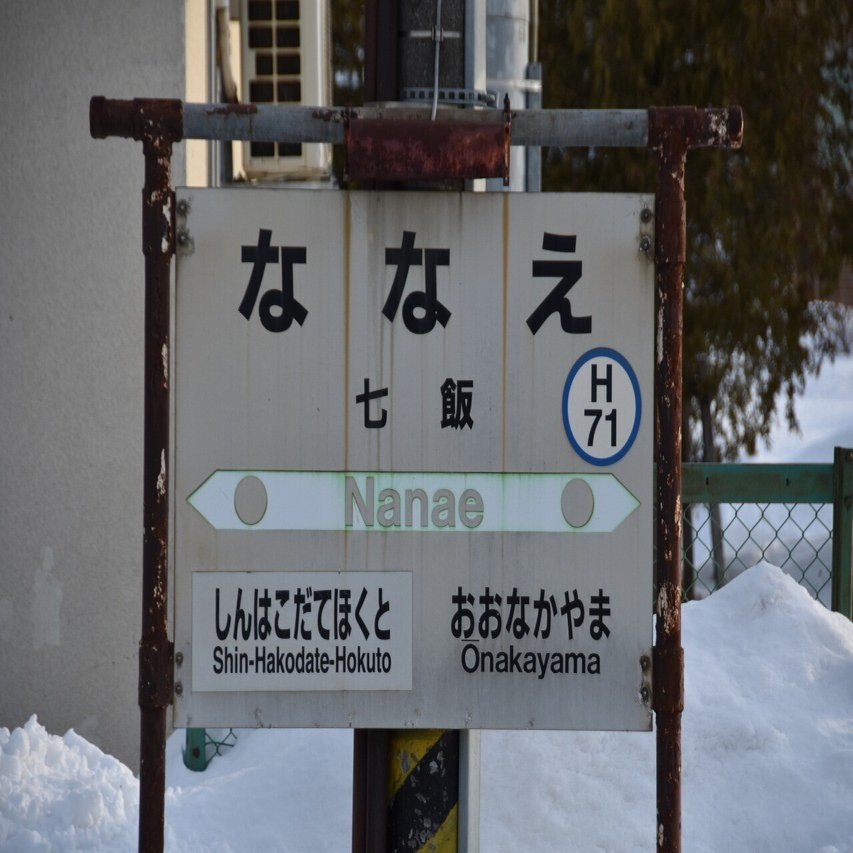 ななえ
七飯
H
71
Nanae
しんはこだてほくと
Shin-Hakodate-Hokuto
おおなかやま
Ōnakayama